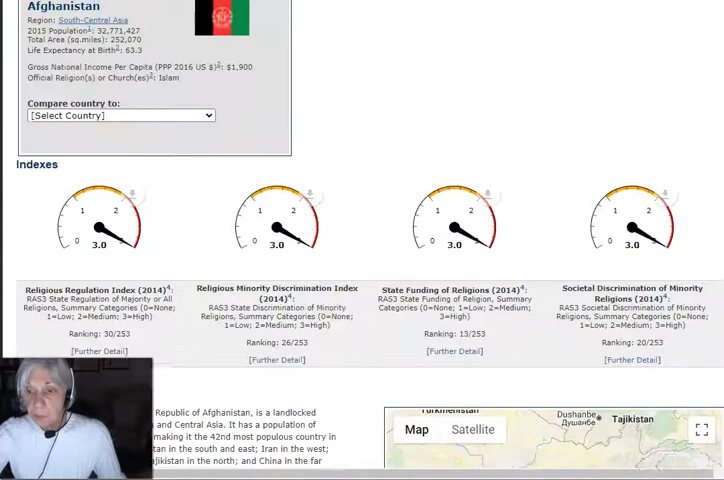 Afghanistan
Region: South-Central Asia
2015 Population1: 32,771,427
Total Area (sq.miles): 252,070
Life Expectancy at Birth2: 63.3
Gross National Income Per Capita (PPP 2016 US $)2: $1,900
Official Religion(s) or Church(es)3: Islam
Compare country to:
[Select Country]
Indexes
0 1 2 3.0
0 1 2 3.0
0 1 2 3.0
0 1 2 3.0
Religious Regulation Index (2014)4:
RAS3 State Regulation of Majority or All
Religions, Summary Categories (0=None;
1=Low; 2=Medium; 3=High)
Ranking: 30/253
[Further Detail]
Religious Minority Discrimination Index
(2014)4:
RAS3 State Discrimination of Minority
Religions, Summary Categories (0=None;
1=Low; 2=Medium; 3=High)
Ranking: 26/253
[Further Detail]
State Funding of Religions (2014)4:
RAS3 State Funding of Religion, Summary
Categories (0=None; 1=Low; 2=Medium;
3=High)
Ranking: 13/253
[Further Detail]
Societal Discrimination of Minority
Religions (2014)4:
RAS3 Societal Discrimination of Minority
Religions, Summary Categories (0=None;
1=Low; 2=Medium; 3=High)
Ranking: 20/253
[Further Detail]
Republic of Afghanistan, is a landlocked
and Central Asia. It has a population of
making it the 42nd most populous country in
tan in the south and east; Iran in the west;
ajikistan in the north; and China in the far
Turkmenistan
Dushanbe
Душанбе
Tajikistan
Map
Satellite